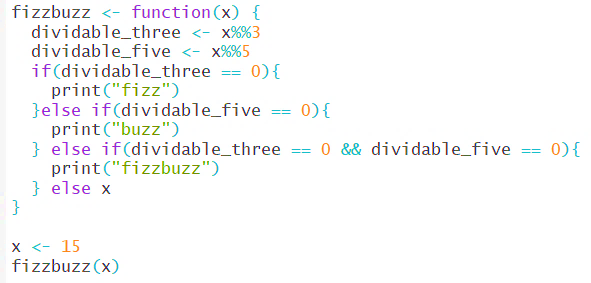 fizzbuzz <- function(x) {
  dividable_three <- x%%3
  dividable_five <- x%%5
  if(dividable_three == 0){
    print("fizz")
  }else if(dividable_five == 0){
    print("buzz")
  } else if(dividable_three == 0 && dividable_five == 0){
    print("fizzbuzz")
  } else x
}

x <- 15
fizzbuzz(x)